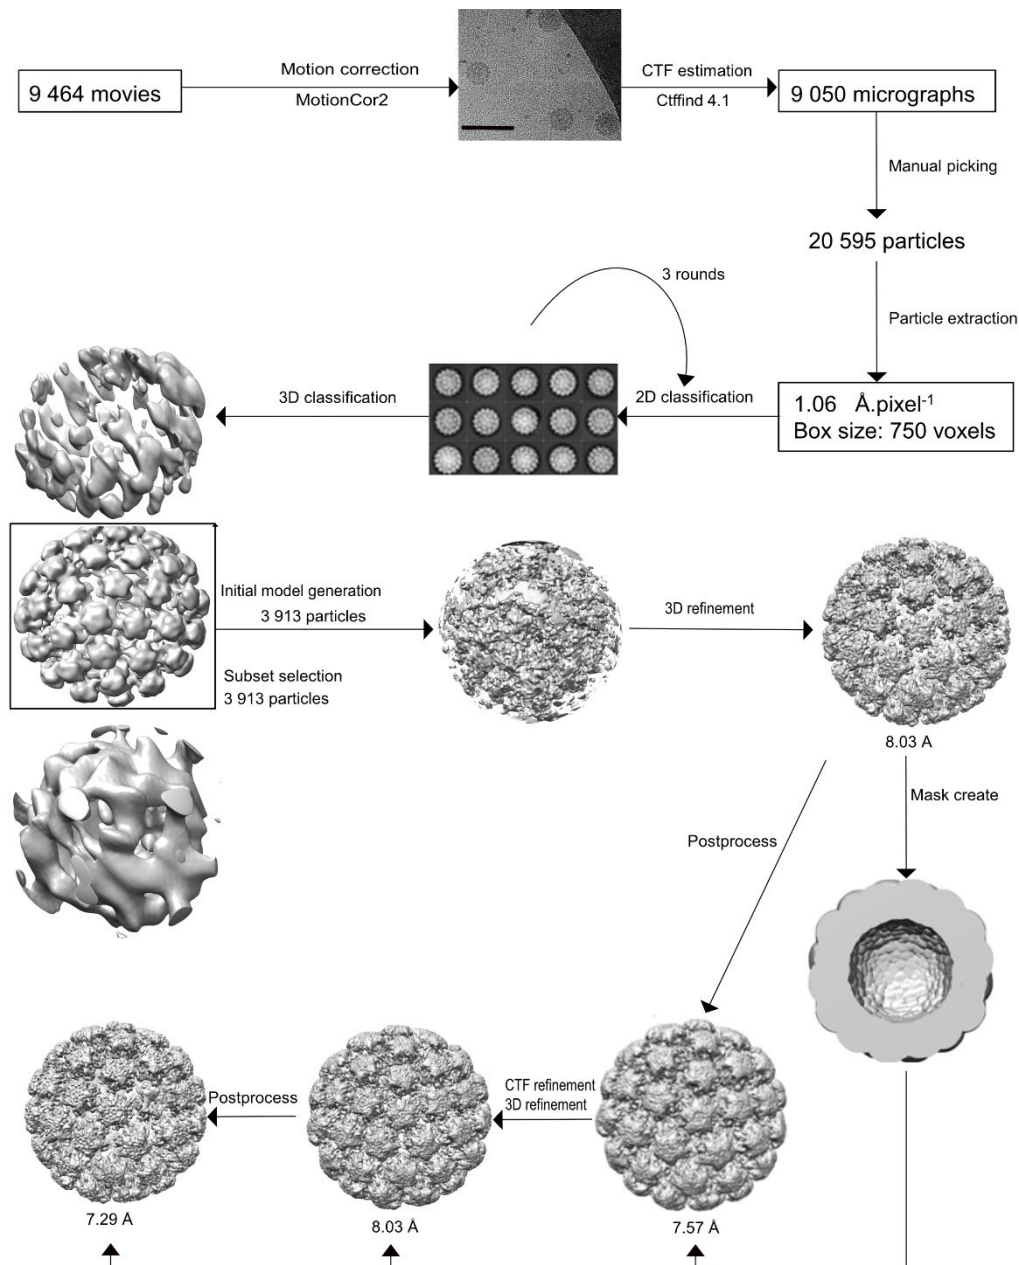 9 464 movies
Motion correction
MotionCor2
CTF estimation
Ctffind 4.1
9 050 micrographs
Manual picking
20 595 particles
Particle extraction
1.06 Å.pixel-1
Box size: 750 voxels
3 rounds
2D classification
3D classification
Initial model generation
3 913 particles
Subset selection
3 913 particles
3D refinement
8.03 Å
Mask create
Postprocess
7.57 Å
CTF refinement
3D refinement
8.03 Å
Postprocess
7.29 Å